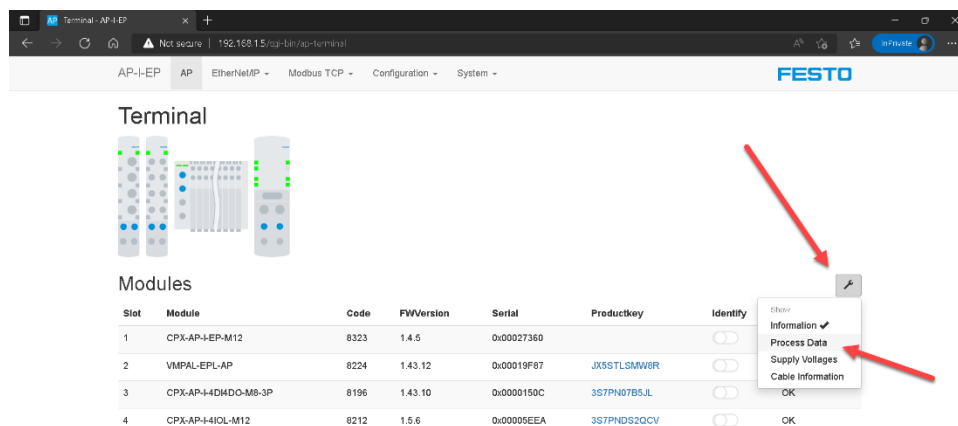 AP Terminal - AP-I-EP
Not secure | 192.168.1.5/cgi-bin/ap-terminal
InPrivate
AP-I-EP AP EtherNet/IP Modbus TCP Configuration System FESTO
Terminal
Modules
Slot Module Code FWVersion Serial Productkey Identify
Show
Information ✔
Process Data
Supply Voltages
Cable Information
1 CPX-AP-I-EP-M12 8323 1.4.5 0x00027360
2 VMPAL-EPL-AP 8224 1.43.12 0x00019F87 JX5STLSMW8R
3 CPX-AP-I-4DI4DO-M8-3P 8196 1.43.10 0x0000150C 3S7PN07B5JL OK
4 CPX-AP-I-4IOL-M12 8212 1.5.6 0x00005EEA 3S7PNDS2QCV OK